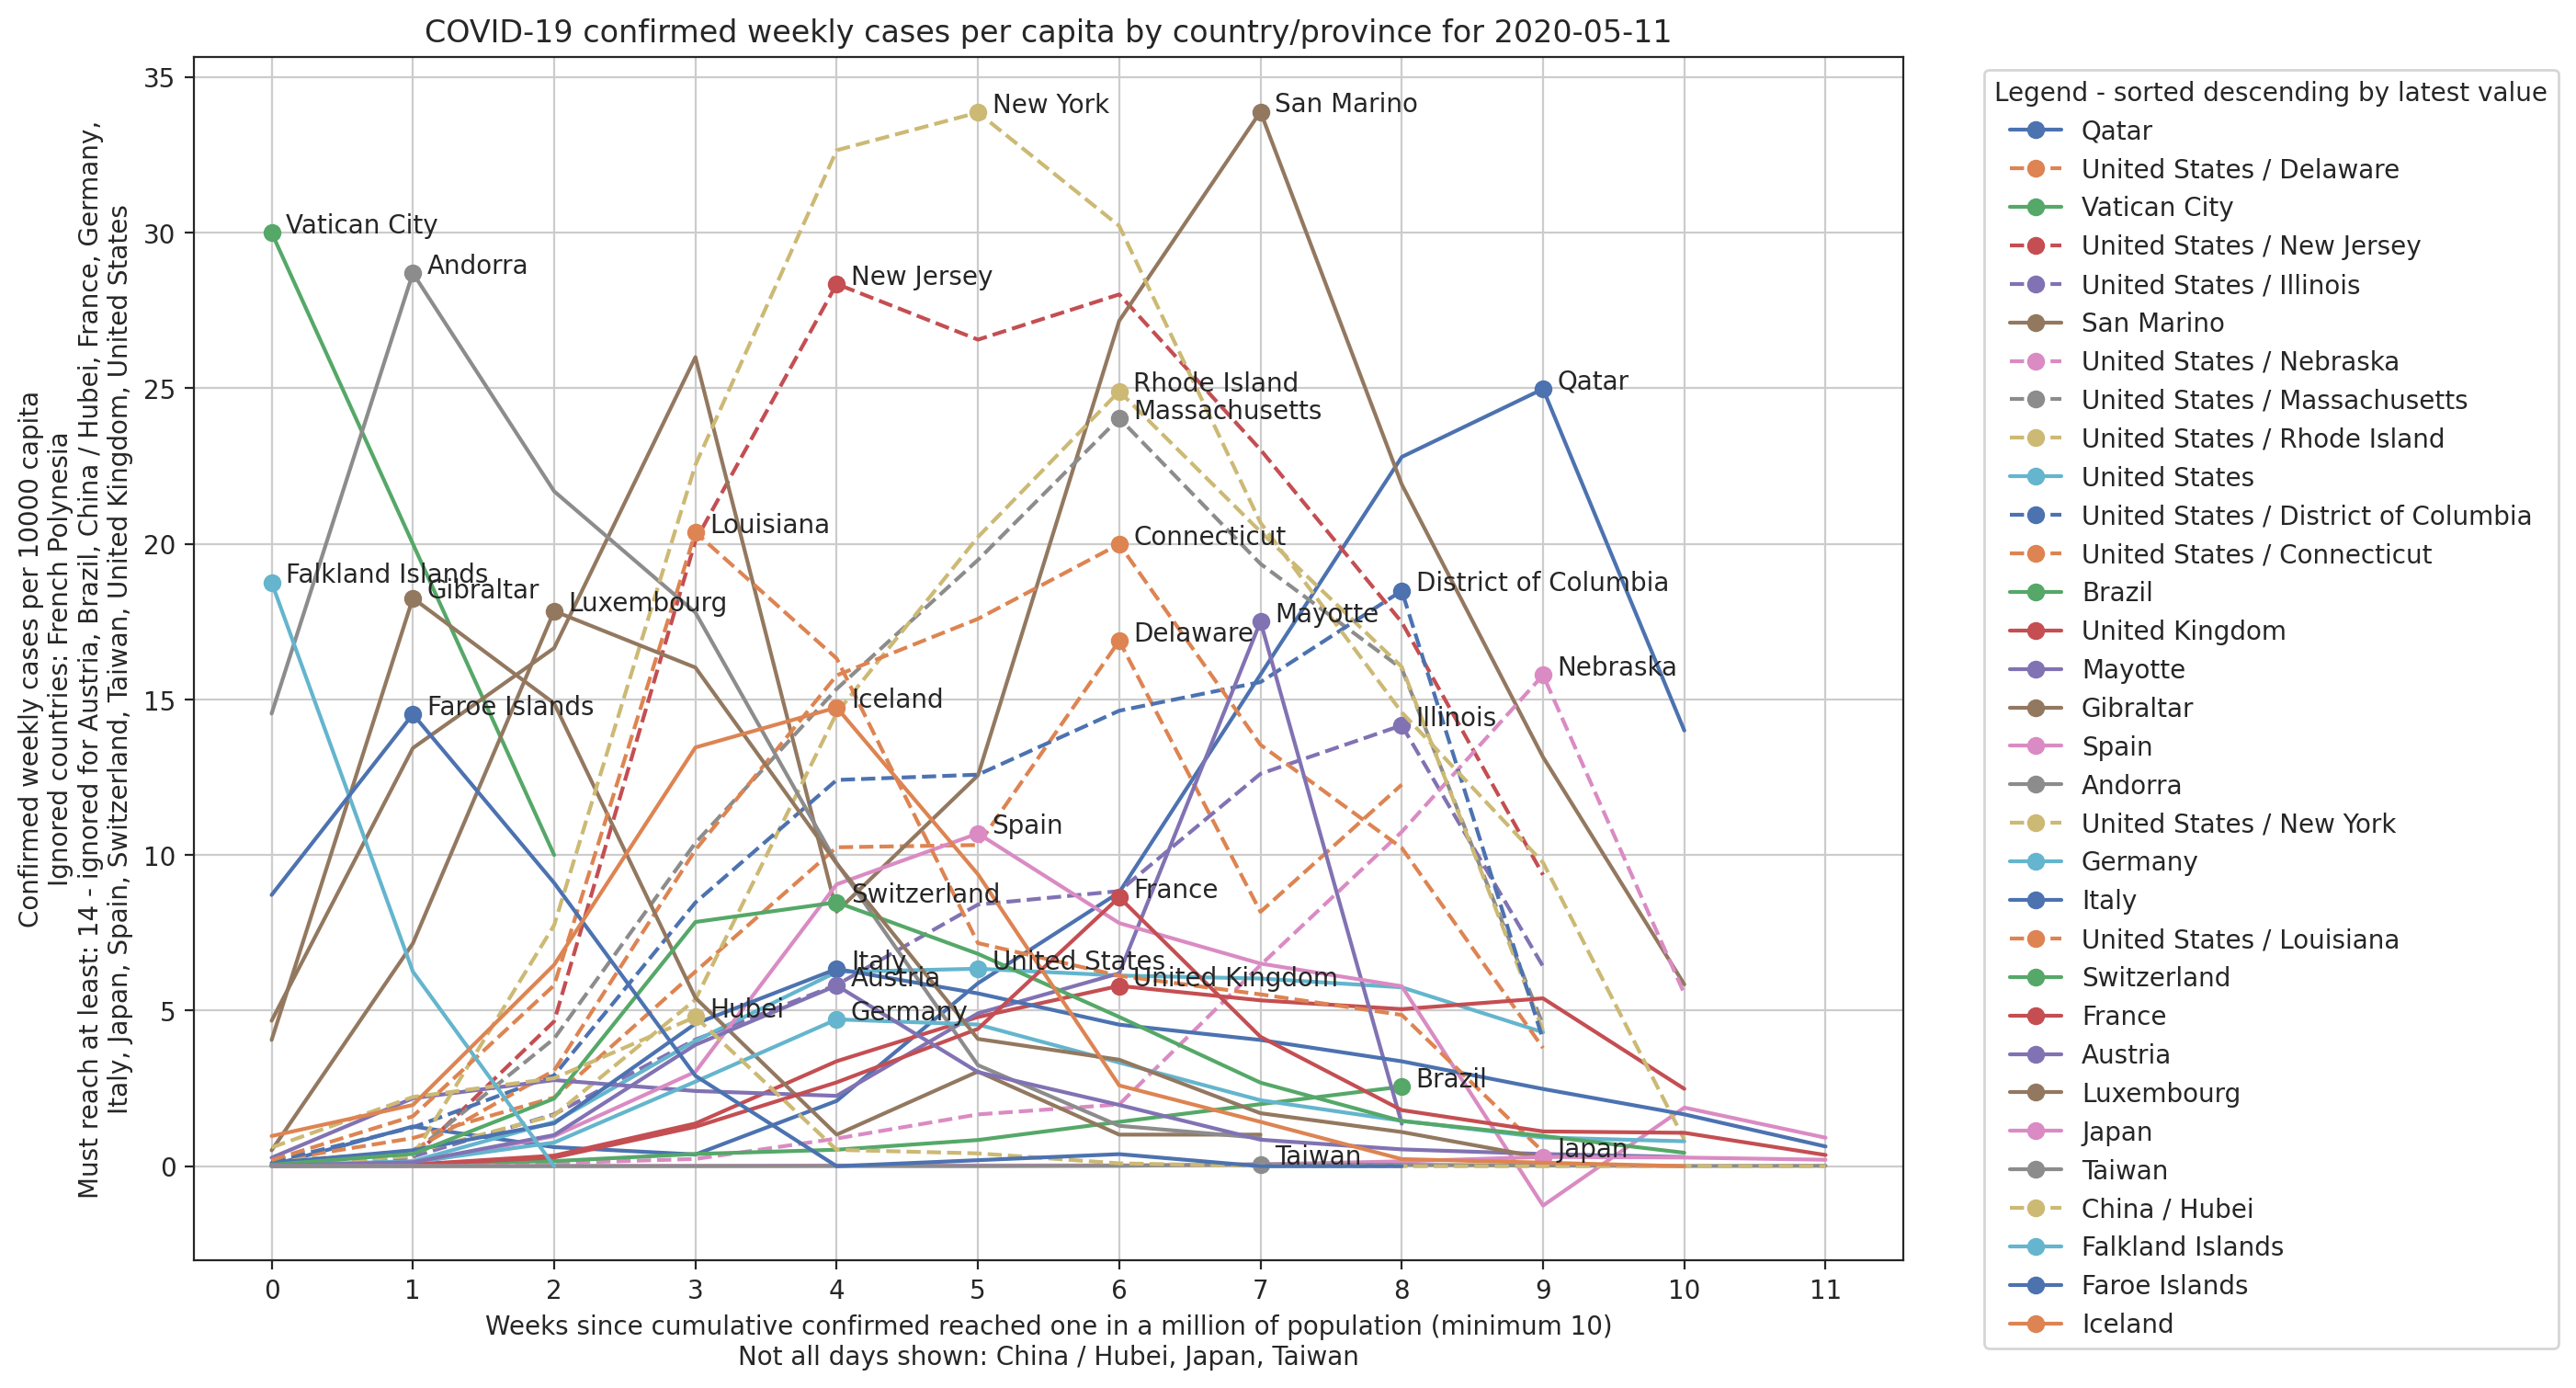 COVID-19 confirmed weekly cases per capita by country/province for 2020-05-11
Confirmed weekly cases per 10000 capita
Ignored countries: French Polynesia
Must reach at least: 14 - ignored for Austria, Brazil, China / Hubei, France, Germany,
Italy, Japan, Spain, Switzerland, Taiwan, United Kingdom, United States
35
30
25
20
15
10
5
0
New York
San Marino
Vatican City
Andorra
New Jersey
Rhode Island
Qatar
Massachusetts
Louisiana
Connecticut
Falkland Islands
Gibraltar
Luxembourg
District of Columbia
Mayotte
Delaware
Nebraska
Faroe Islands
Iceland
Illinois
Spain
Switzerland
France
Italy
United States
Austria
United Kingdom
Hubei
Germany
Brazil
Taiwan
Japan
0 1 2 3 4 5 6 7 8 9 10 11
Weeks since cumulative confirmed reached one in a million of population (minimum 10)
Not all days shown: China / Hubei, Japan, Taiwan
Legend - sorted descending by latest value
Qatar
United States / Delaware
Vatican City
United States / New Jersey
United States / Illinois
San Marino
United States / Nebraska
United States / Massachusetts
United States / Rhode Island
United States
United States / District of Columbia
United States / Connecticut
Brazil
United Kingdom
Mayotte
Gibraltar
Spain
Andorra
United States / New York
Germany
Italy
United States / Louisiana
Switzerland
France
Austria
Luxembourg
Japan
Taiwan
China / Hubei
Falkland Islands
Faroe Islands
Iceland